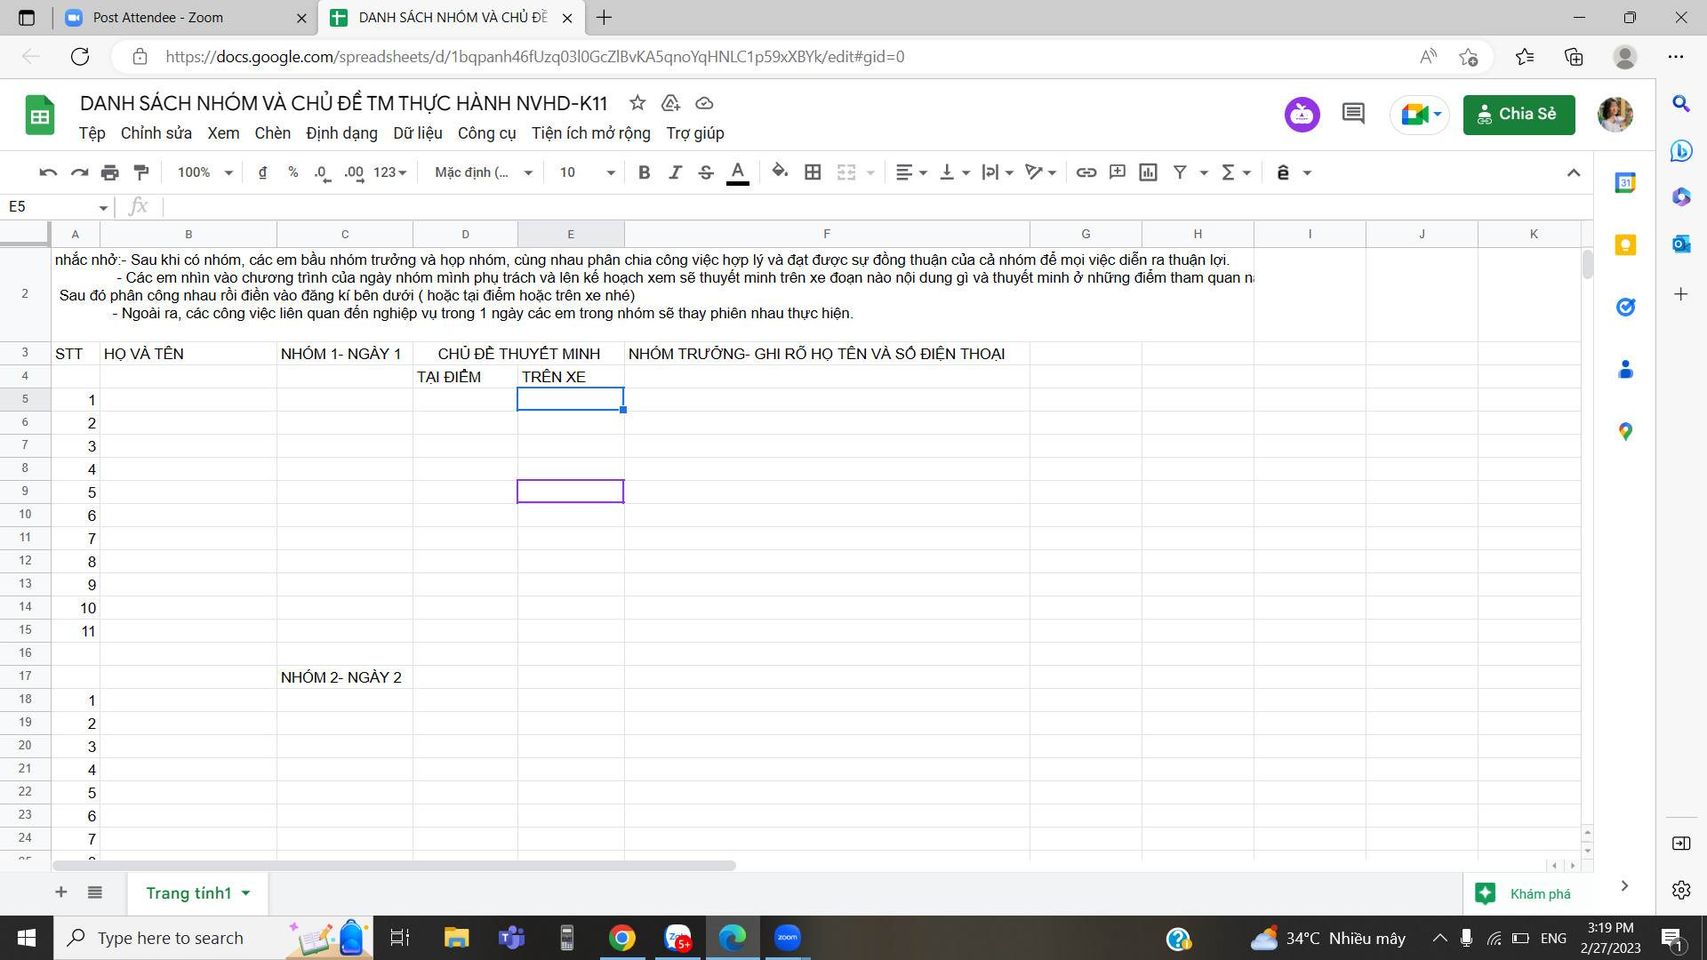 Post Attendee - Zoom
DANH SÁCH NHÓM VÀ CHỦ ĐỀ
https://docs.google.com/spreadsheets/d/1bqpanh46fUzq03l0GcZlBvKA5qnoYqHNLC1p59xXBYk/edit#gid=0
DANH SÁCH NHÓM VÀ CHỦ ĐỀ TM THỰC HÀNH NVHD-K11
Tệp Chỉnh sửa Xem Chèn Định dạng Dữ liệu Công cụ Tiện ích mở rộng Trợ giúp
Chia Sẻ
100% đ % .0 .00 123 Mặc định (... 10 B I S A
E5
fx
A B C D E F G H I J K
2
nhắc nhở:- Sau khi có nhóm, các em bầu nhóm trưởng và họp nhóm, cùng nhau phân chia công việc hợp lý và đạt được sự đồng thuận của cả nhóm để mọi việc diễn ra thuận lợi.
- Các em nhìn vào chương trình của ngày nhóm mình phụ trách và lên kế hoạch xem sẽ thuyết minh trên xe đoạn nào nội dung gì và thuyết minh ở những điểm tham quan nà
Sau đó phân công nhau rồi điền vào đăng kí bên dưới ( hoặc tại điểm hoặc trên xe nhé)
- Ngoài ra, các công việc liên quan đến nghiệp vụ trong 1 ngày các em trong nhóm sẽ thay phiên nhau thực hiện.
3 STT HỌ VÀ TÊN NHÓM 1- NGÀY 1 CHỦ ĐỀ THUYẾT MINH NHÓM TRƯỞNG- GHI RÕ HỌ TÊN VÀ SỐ ĐIỆN THOẠI
4 TẠI ĐIỂM TRÊN XE
5 1
6 2
7 3
8 4
9 5
10 6
11 7
12 8
13 9
14 10
15 11
16
17 NHÓM 2- NGÀY 2
18 1
19 2
20 3
21 4
22 5
23 6
24 7
Trang tính1
Khám phá
Type here to search
5+
zoom
34°C Nhiều mây
ENG
3:19 PM
2/27/2023
1